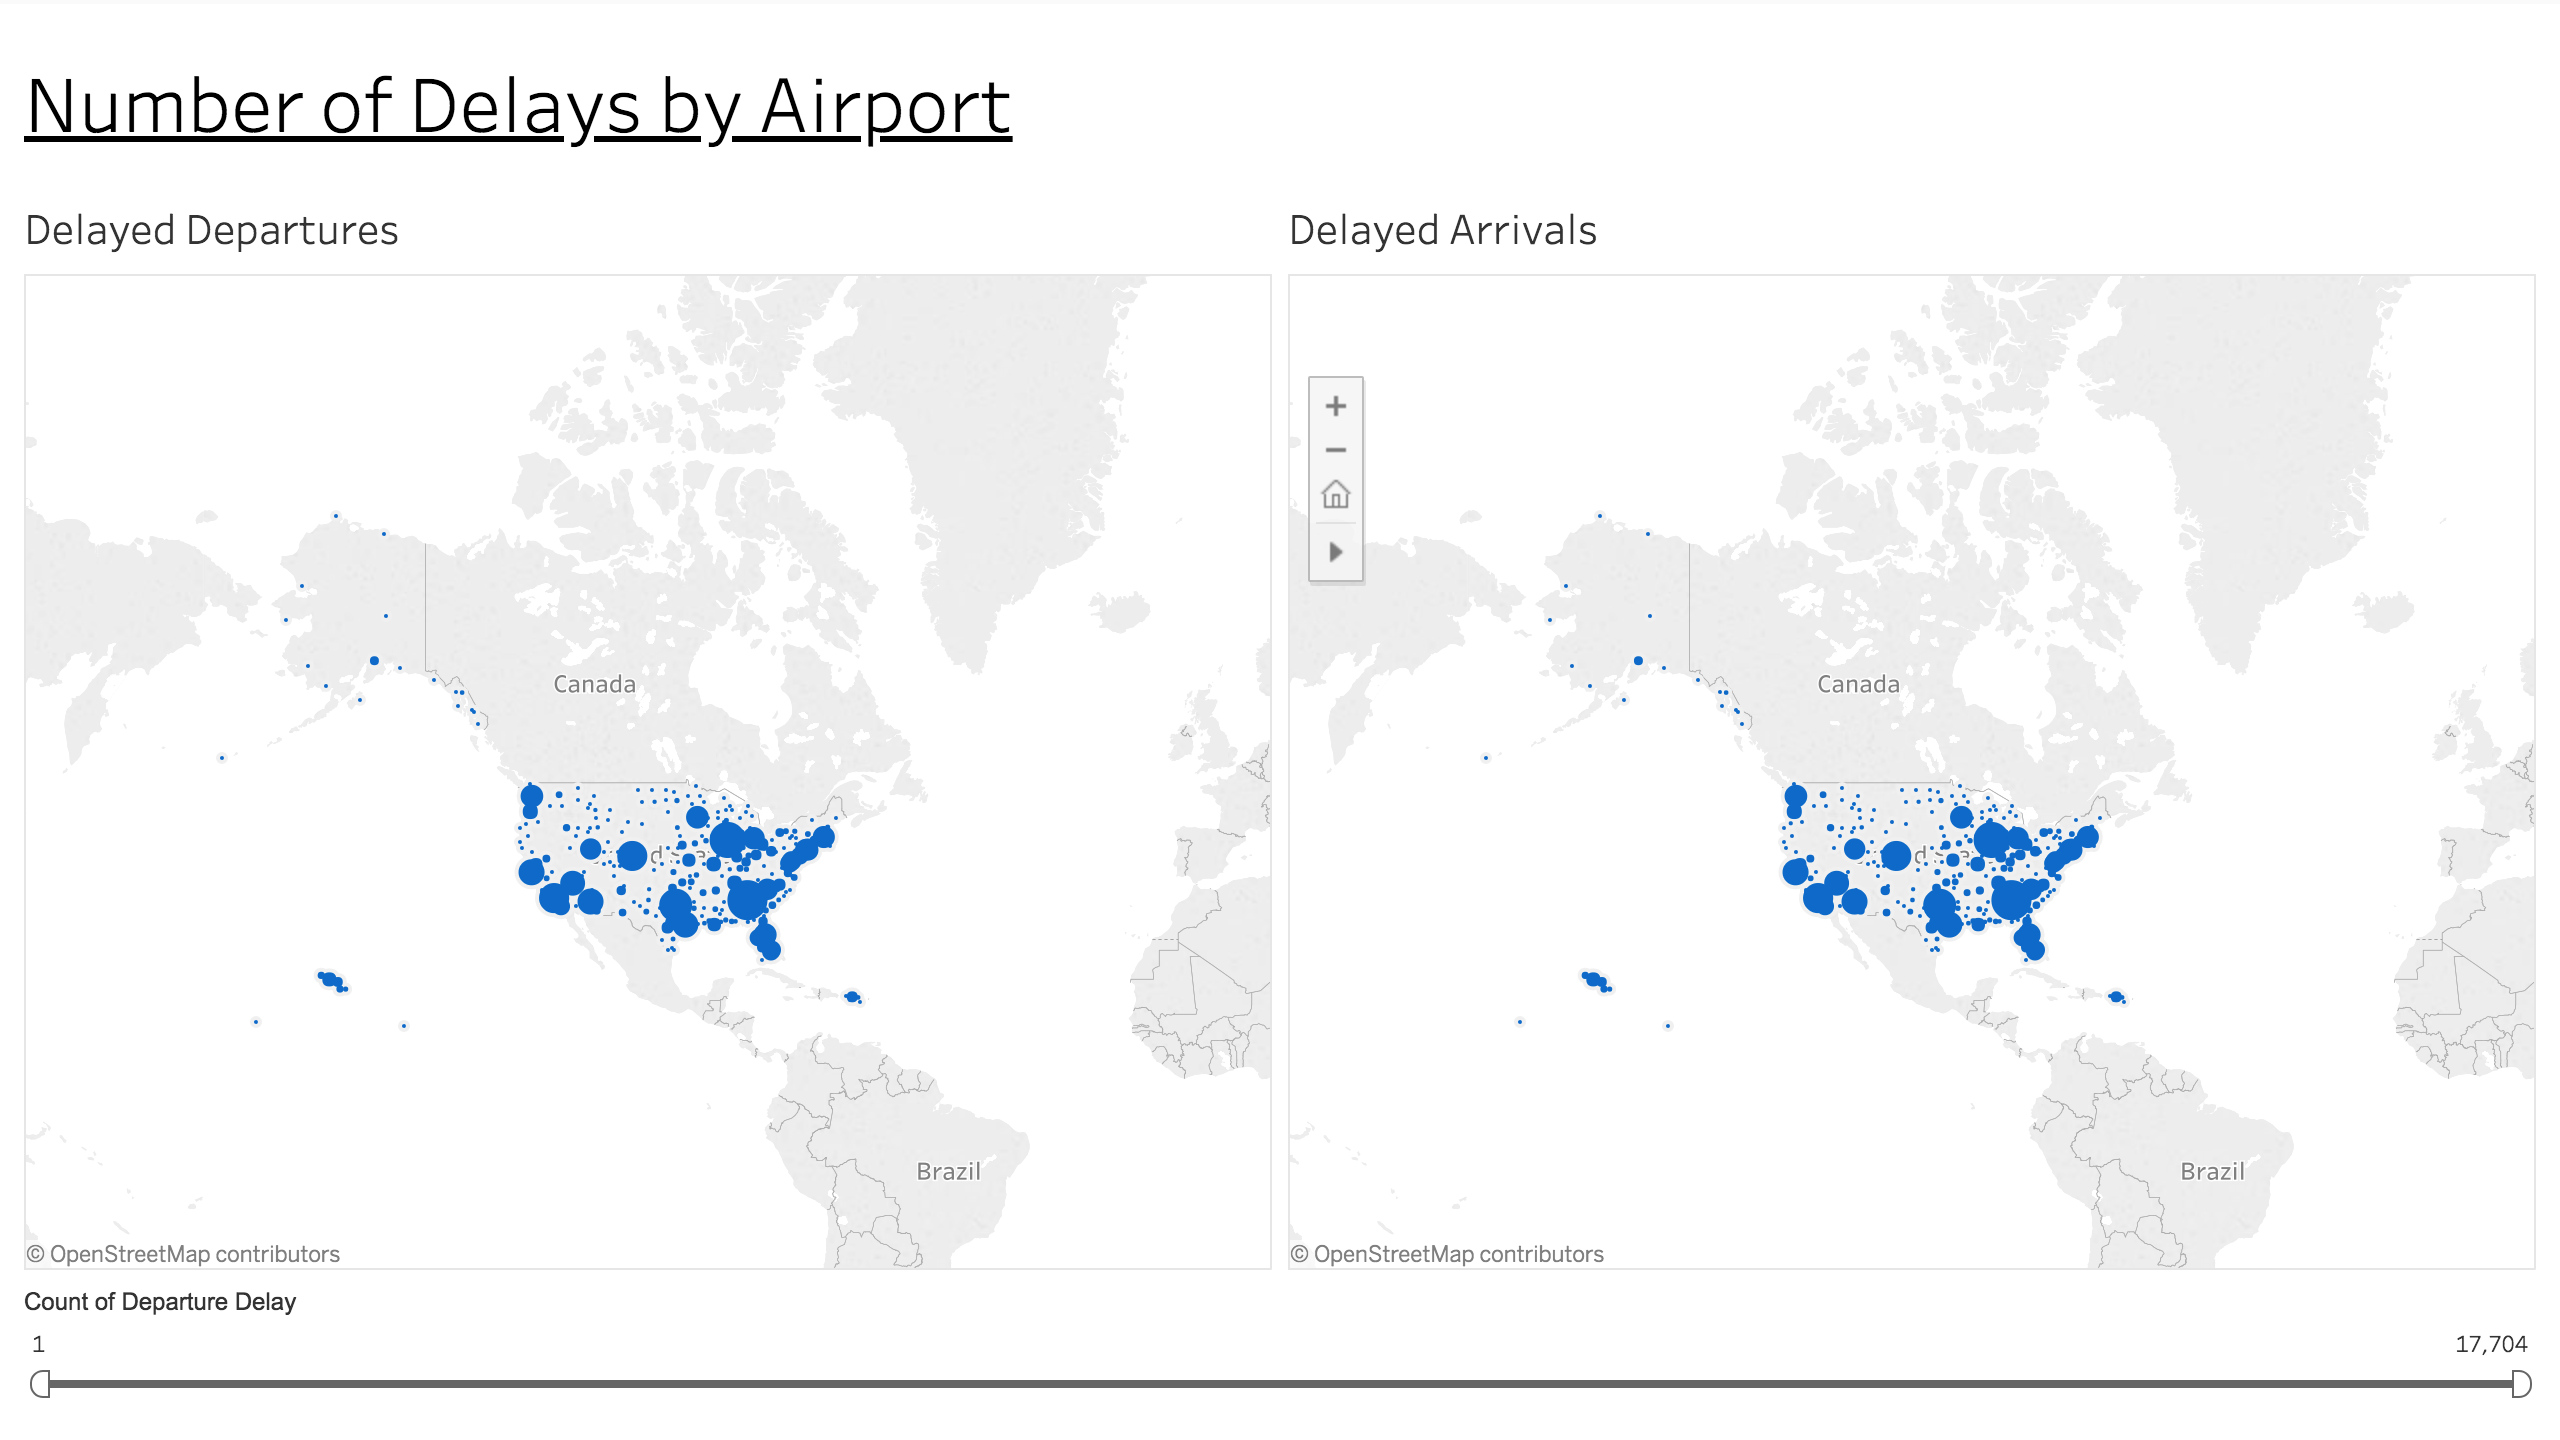 Number of Delays by Airport
Delayed Departures
Delayed Arrivals
Canada
Canada
Brazil
Brazil
© OpenStreetMap contributors
© OpenStreetMap contributors
Count of Departure Delay
1
17,704